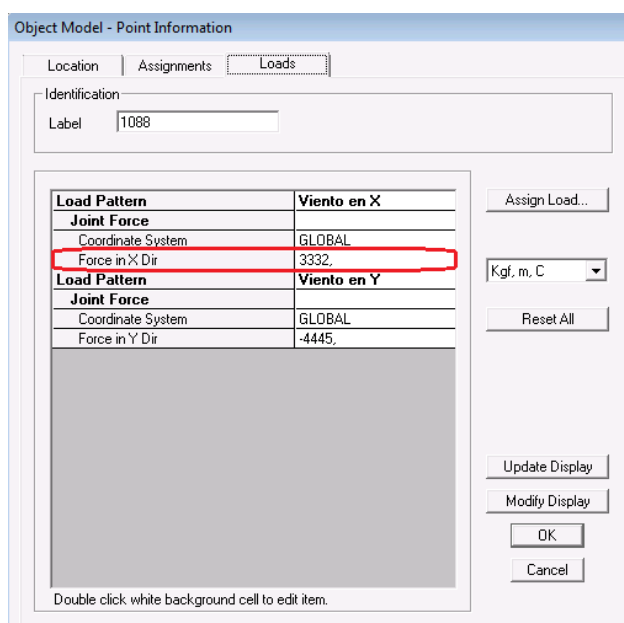 Object Model - Point Information
Location Assignments Loads
Identification
Label 1088
Load Pattern Viento en X
Joint Force
Coordinate System GLOBAL
Force in X Dir 3332,
Load Pattern Viento en Y
Joint Force
Coordinate System GLOBAL
Force in Y Dir -4445,
Assign Load...
Kgf, m, C
Reset All
Update Display
Modify Display
OK
Cancel
Double click white background cell to edit item.